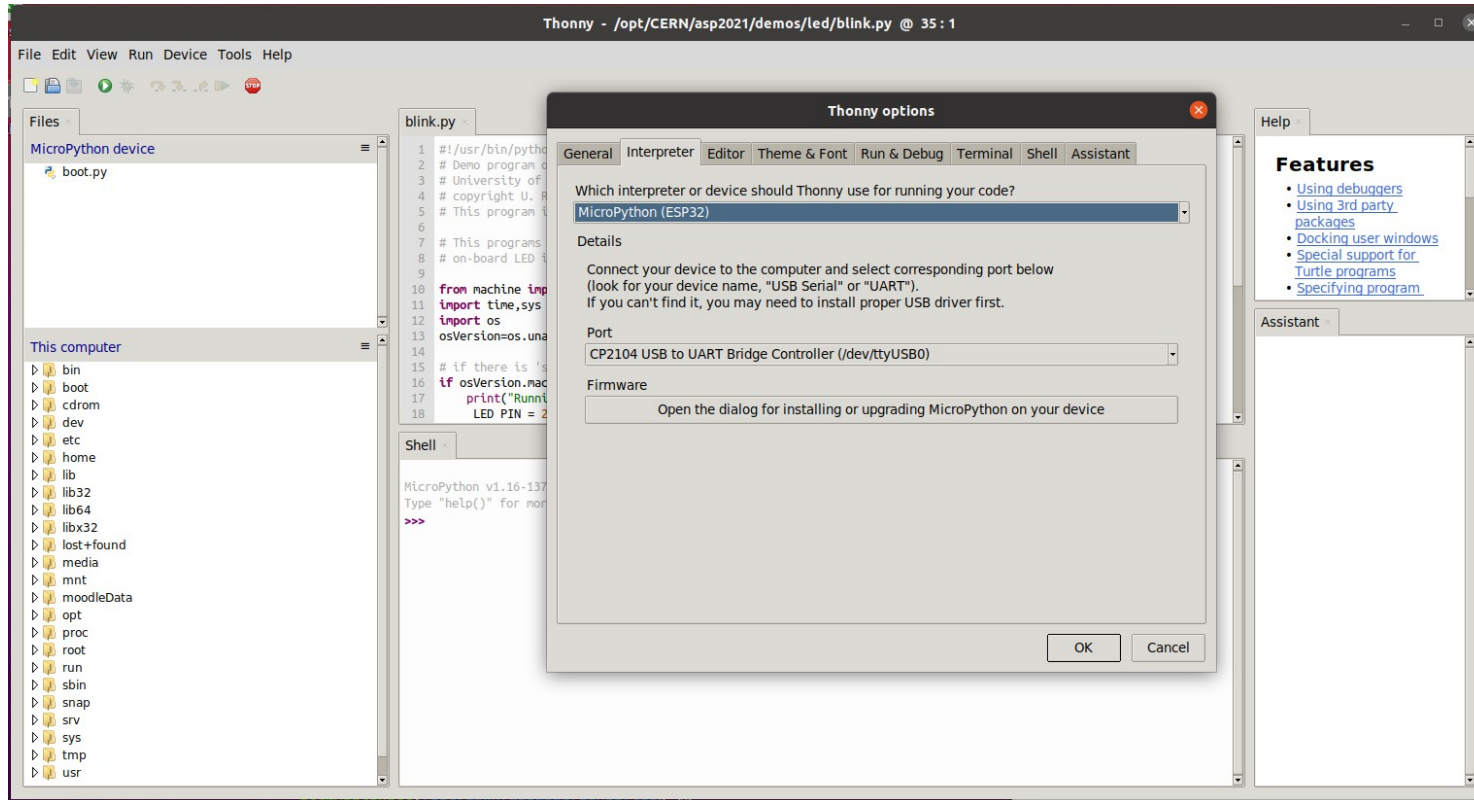 Thonny - /opt/CERN/asp2021/demos/led/blink.py @ 35 : 1
File Edit View Run Device Tools Help
Files
MicroPython device
boot.py
This computer
bin
boot
cdrom
dev
etc
home
lib
lib32
lib64
libx32
lost+found
media
mnt
moodleData
opt
proc
root
run
sbin
snap
srv
sys
tmp
usr
blink.py
1 #!/usr/bin/pytho
2 # Demo program o
3 # University of
4 # copyright U. R
5 # This program i
6
7 # This programs
8 # on-board LED i
9
10 from machine imp
11 import time,sys
12 import os
13 osVersion=os.una
14
15 # if there is 's
16 if osVersion.mac
17 print("Runni
18 LED PIN = 2
Shell
MicroPython v1.16-137
Type "help()" for mor
>>>
Thonny options
General Interpreter Editor Theme & Font Run & Debug Terminal Shell Assistant
Which interpreter or device should Thonny use for running your code?
MicroPython (ESP32)
Details
Connect your device to the computer and select corresponding port below
(look for your device name, "USB Serial" or "UART").
If you can't find it, you may need to install proper USB driver first.
Port
CP2104 USB to UART Bridge Controller (/dev/ttyUSB0)
Firmware
Open the dialog for installing or upgrading MicroPython on your device
OK Cancel
Help
Features
Using debuggers
Using 3rd party
packages
Docking user windows
Special support for
Turtle programs
Specifying program
Assistant